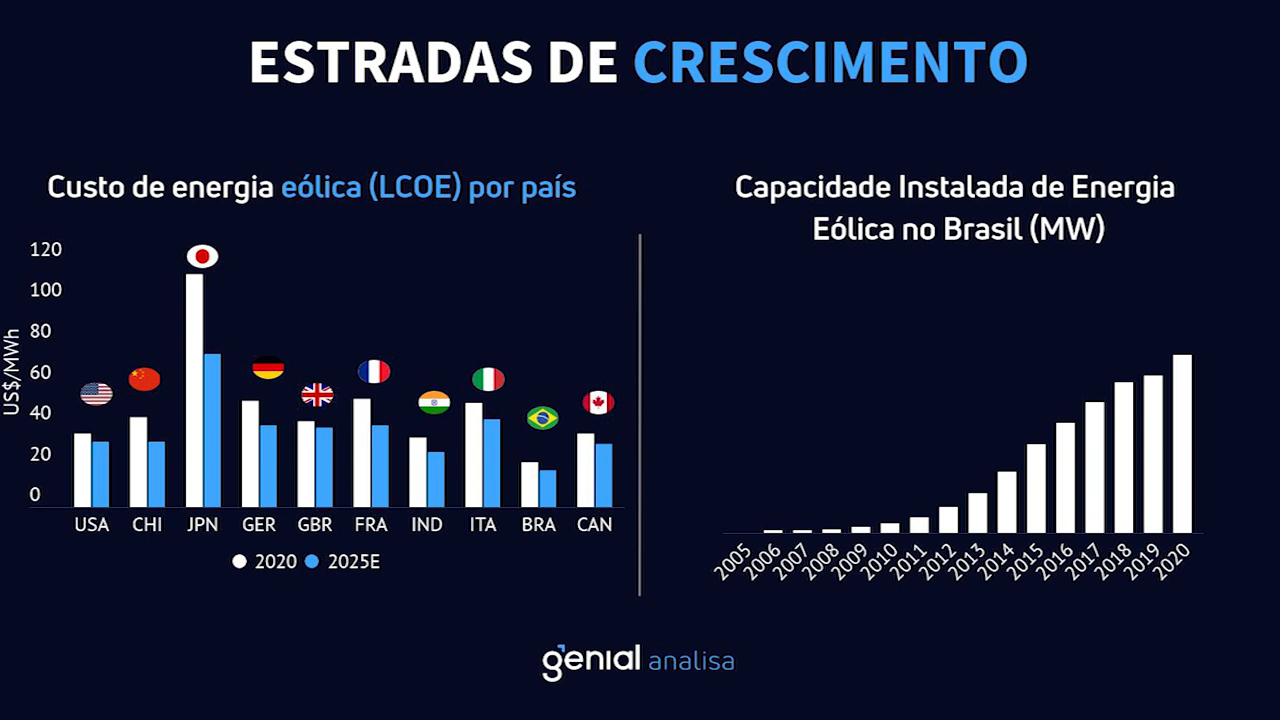 ESTRADAS DE CRESCIMENTO
Custo de energia eólica (LCOE) por país
120
100
80
60
40
20
0
US$/MWh
USA CHI JPN GER GBR FRA IND ITA BRA CAN
2020 2025E
Capacidade Instalada de Energia
Eólica no Brasil (MW)
2005 2006 2007 2008 2009 2010 2011 2012 2013 2014 2015 2016 2017 2018 2019 2020
genial analisa